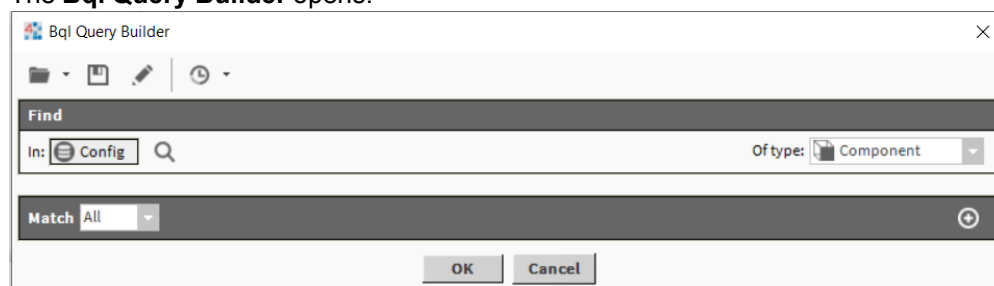 The Bql Query Builder opens.
Bql Query Builder
Find
In: Config
Of type: Component
Match All
OK Cancel